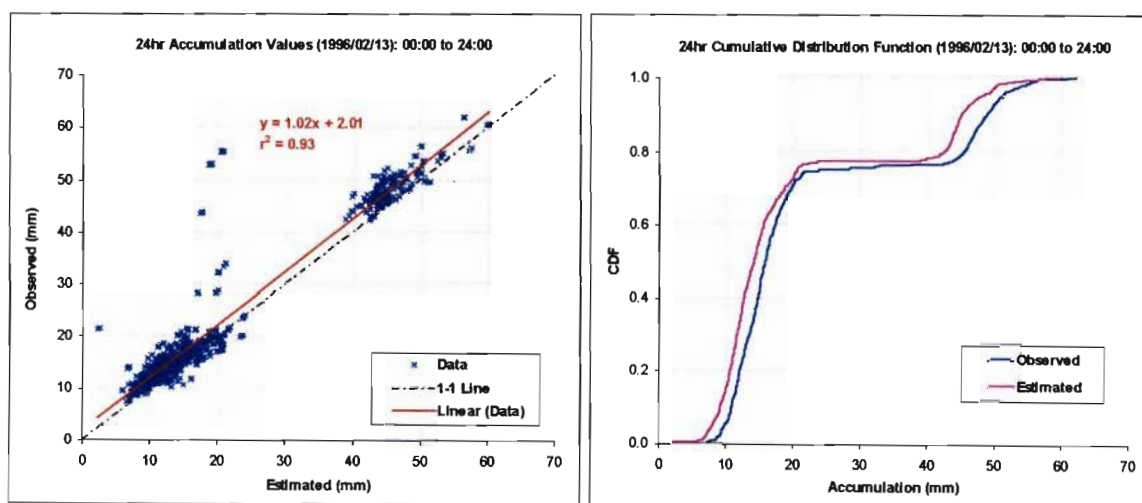 24hr Accumulation Values (1996/02/13): 00:00 to 24:00
70
60
50
40
30
20
10
0
Observed (mm)
y = 1.02x + 2.01
r² = 0.93
Data
1-1 Line
Linear (Data)
0 10 20 30 40 50 60 70
Estimated (mm)
24hr Cumulative Distribution Function (1996/02/13): 00:00 to 24:00
1.0
0.8
0.6
0.4
0.2
0.0
CDF
Observed
Estimated
0 20 40 60
Accumulation (mm)